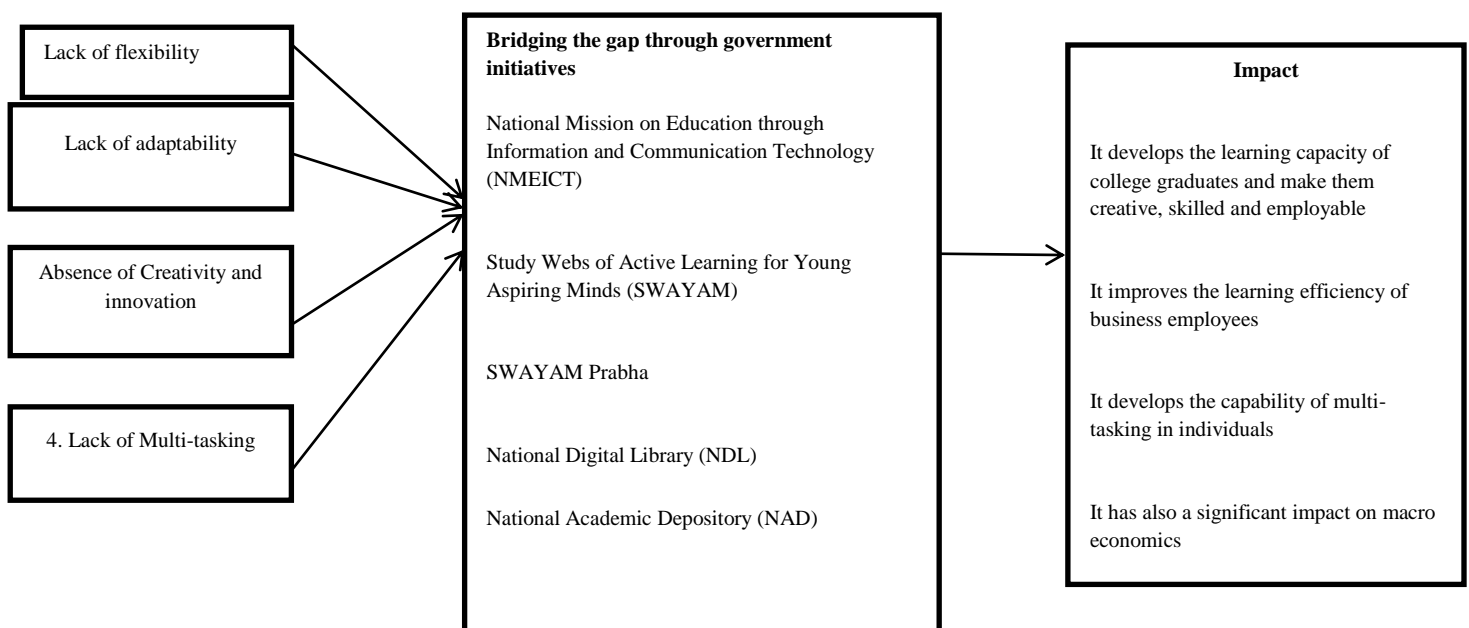 Lack of flexibility
Lack of adaptability
Absence of Creativity and
innovation
4. Lack of Multi-tasking
Bridging the gap through government
initiatives
National Mission on Education through
Information and Communication Technology
(NMEICT)
Study Webs of Active Learning for Young
Aspiring Minds (SWAYAM)
SWAYAM Prabha
National Digital Library (NDL)
National Academic Depository (NAD)
Impact
It develops the learning capacity of
college graduates and make them
creative, skilled and employable
It improves the learning efficiency of
business employees
It develops the capability of multi-
tasking in individuals
It has also a significant impact on macro
economics